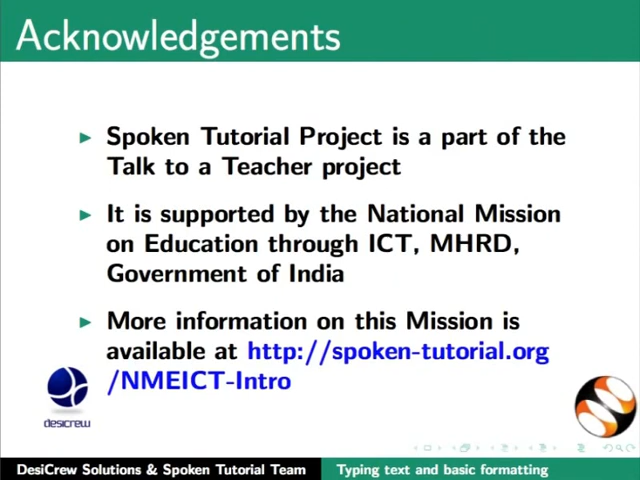 Acknowledgements
Spoken Tutorial Project is a part of the
Talk to a Teacher project
It is supported by the National Mission
on Education through ICT, MHRD,
Government of India
More information on this Mission is
available at http://spoken-tutorial.org
/NMEICT-Intro
desicrew
DesiCrew Solutions & Spoken Tutorial Team
Typing text and basic formatting